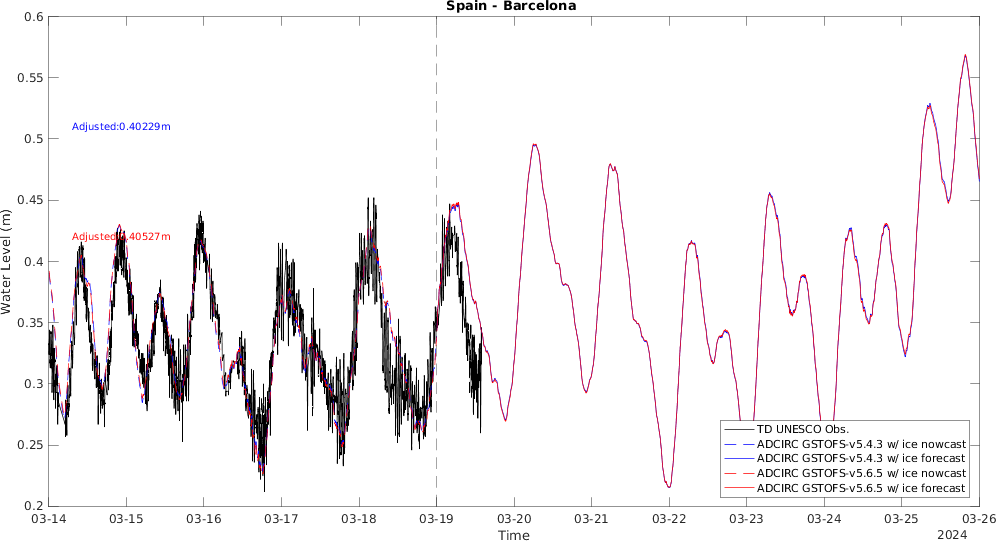 Spain - Barcelona
0.6
0.55
0.5
0.45
0.4
0.35
0.3
0.25
0.2
Water Level (m)
Adjusted:0.40229m
Adjusted:0.40527m
TD UNESCO Obs.
ADCIRC GSTOFS-v5.4.3 w/ ice nowcast
ADCIRC GSTOFS-v5.4.3 w/ ice forecast
ADCIRC GSTOFS-v5.6.5 w/ ice nowcast
ADCIRC GSTOFS-v5.6.5 w/ ice forecast
03-14 03-15 03-16 03-17 03-18 03-19 03-20 03-21 03-22 03-23 03-24 03-25 03-26
Time
2024